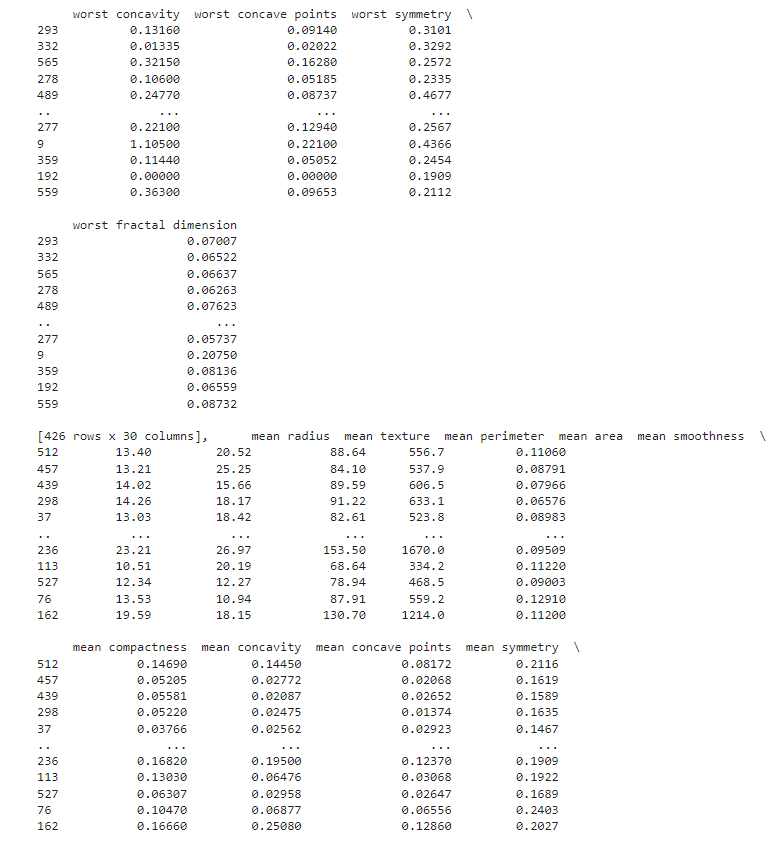 worst concavity  worst concave points  worst symmetry  \
293          0.13160               0.09140          0.3101
332          0.01335               0.02022          0.3292
565          0.32150               0.16280          0.2572
278          0.10600               0.05185          0.2335
489          0.24770               0.08737          0.4677
..               ...                   ...             ...
277          0.22100               0.12940          0.2567
9            1.10500               0.22100          0.4366
359          0.11440               0.05052          0.2454
192          0.00000               0.00000          0.1909
559          0.36300               0.09653          0.2112
worst fractal dimension
293                  0.07007
332                  0.06522
565                  0.06637
278                  0.06263
489                  0.07623
..                       ...
277                  0.05737
9                    0.20750
359                  0.08136
192                  0.06559
559                  0.08732
[426 rows x 30 columns],      mean radius  mean texture  mean perimeter  mean area  mean smoothness  \
512        13.40         20.52           88.64      556.7          0.11060
457        13.21         25.25           84.10      537.9          0.08791
439        14.02         15.66           89.59      606.5          0.07966
298        14.26         18.17           91.22      633.1          0.06576
37         13.03         18.42           82.61      523.8          0.08983
..           ...           ...             ...        ...              ...
236        23.21         26.97          153.50     1670.0          0.09509
113        10.51         20.19           68.64      334.2          0.11220
527        12.34         12.27           78.94      468.5          0.09003
76         13.53         10.94           87.91      559.2          0.12910
162        19.59         18.15          130.70     1214.0          0.11200
mean compactness  mean concavity  mean concave points  mean symmetry  \
512           0.14690         0.14450              0.08172         0.2116
457           0.05205         0.02772              0.02068         0.1619
439           0.05581         0.02087              0.02652         0.1589
298           0.05220         0.02475              0.01374         0.1635
37            0.03766         0.02562              0.02923         0.1467
..                ...             ...                  ...            ...
236           0.16820         0.19500              0.12370         0.1909
113           0.13030         0.06476              0.03068         0.1922
527           0.06307         0.02958              0.02647         0.1689
76            0.10470         0.06877              0.06556         0.2403
162           0.16660         0.25080              0.12860         0.2027